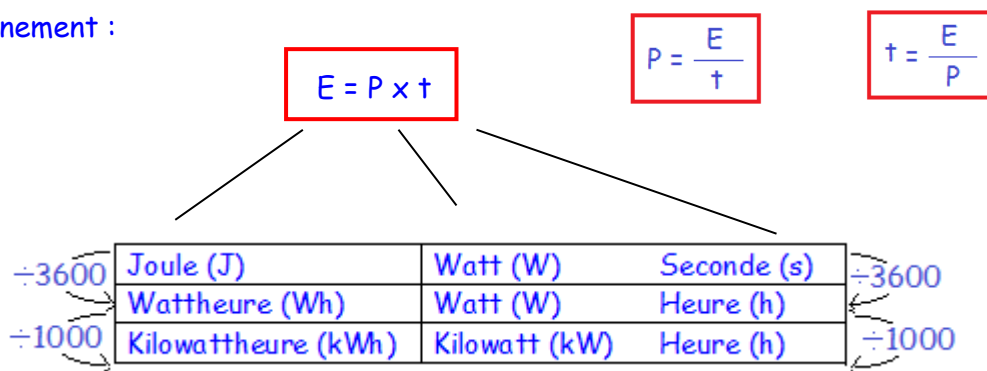 nement :
E = P x t
P = E / t
t = E / P
÷3600 Joule (J) Watt (W) Seconde (s) ÷3600
Wattheure (Wh) Watt (W) Heure (h)
÷1000 Kilowattheure (kWh) Kilowatt (kW) Heure (h) ÷1000